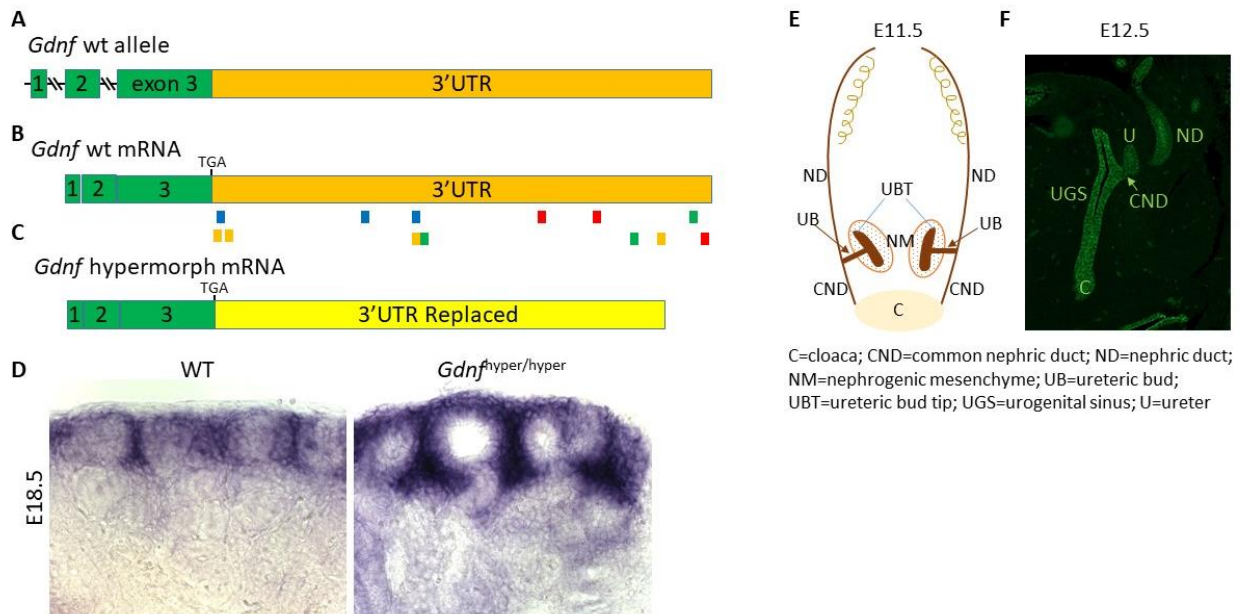 A
Gdnf wt allele
1 2 exon 3 3'UTR
B
Gdnf wt mRNA
TGA
1 2 3 3'UTR
C
Gdnf hypermorph mRNA
TGA
1 2 3 3'UTR Replaced
D
WT Gdnf hyper/hyper
E18.5
E
E11.5
ND ND
UBT
UB NM UB
CND CND
C
F
E12.5
U ND
UGS CND
C
C=cloaca; CND=common nephric duct; ND=nephric duct;
NM=nephrogenic mesenchyme; UB=ureteric bud;
UBT=ureteric bud tip; UGS=urogenital sinus; U=ureter